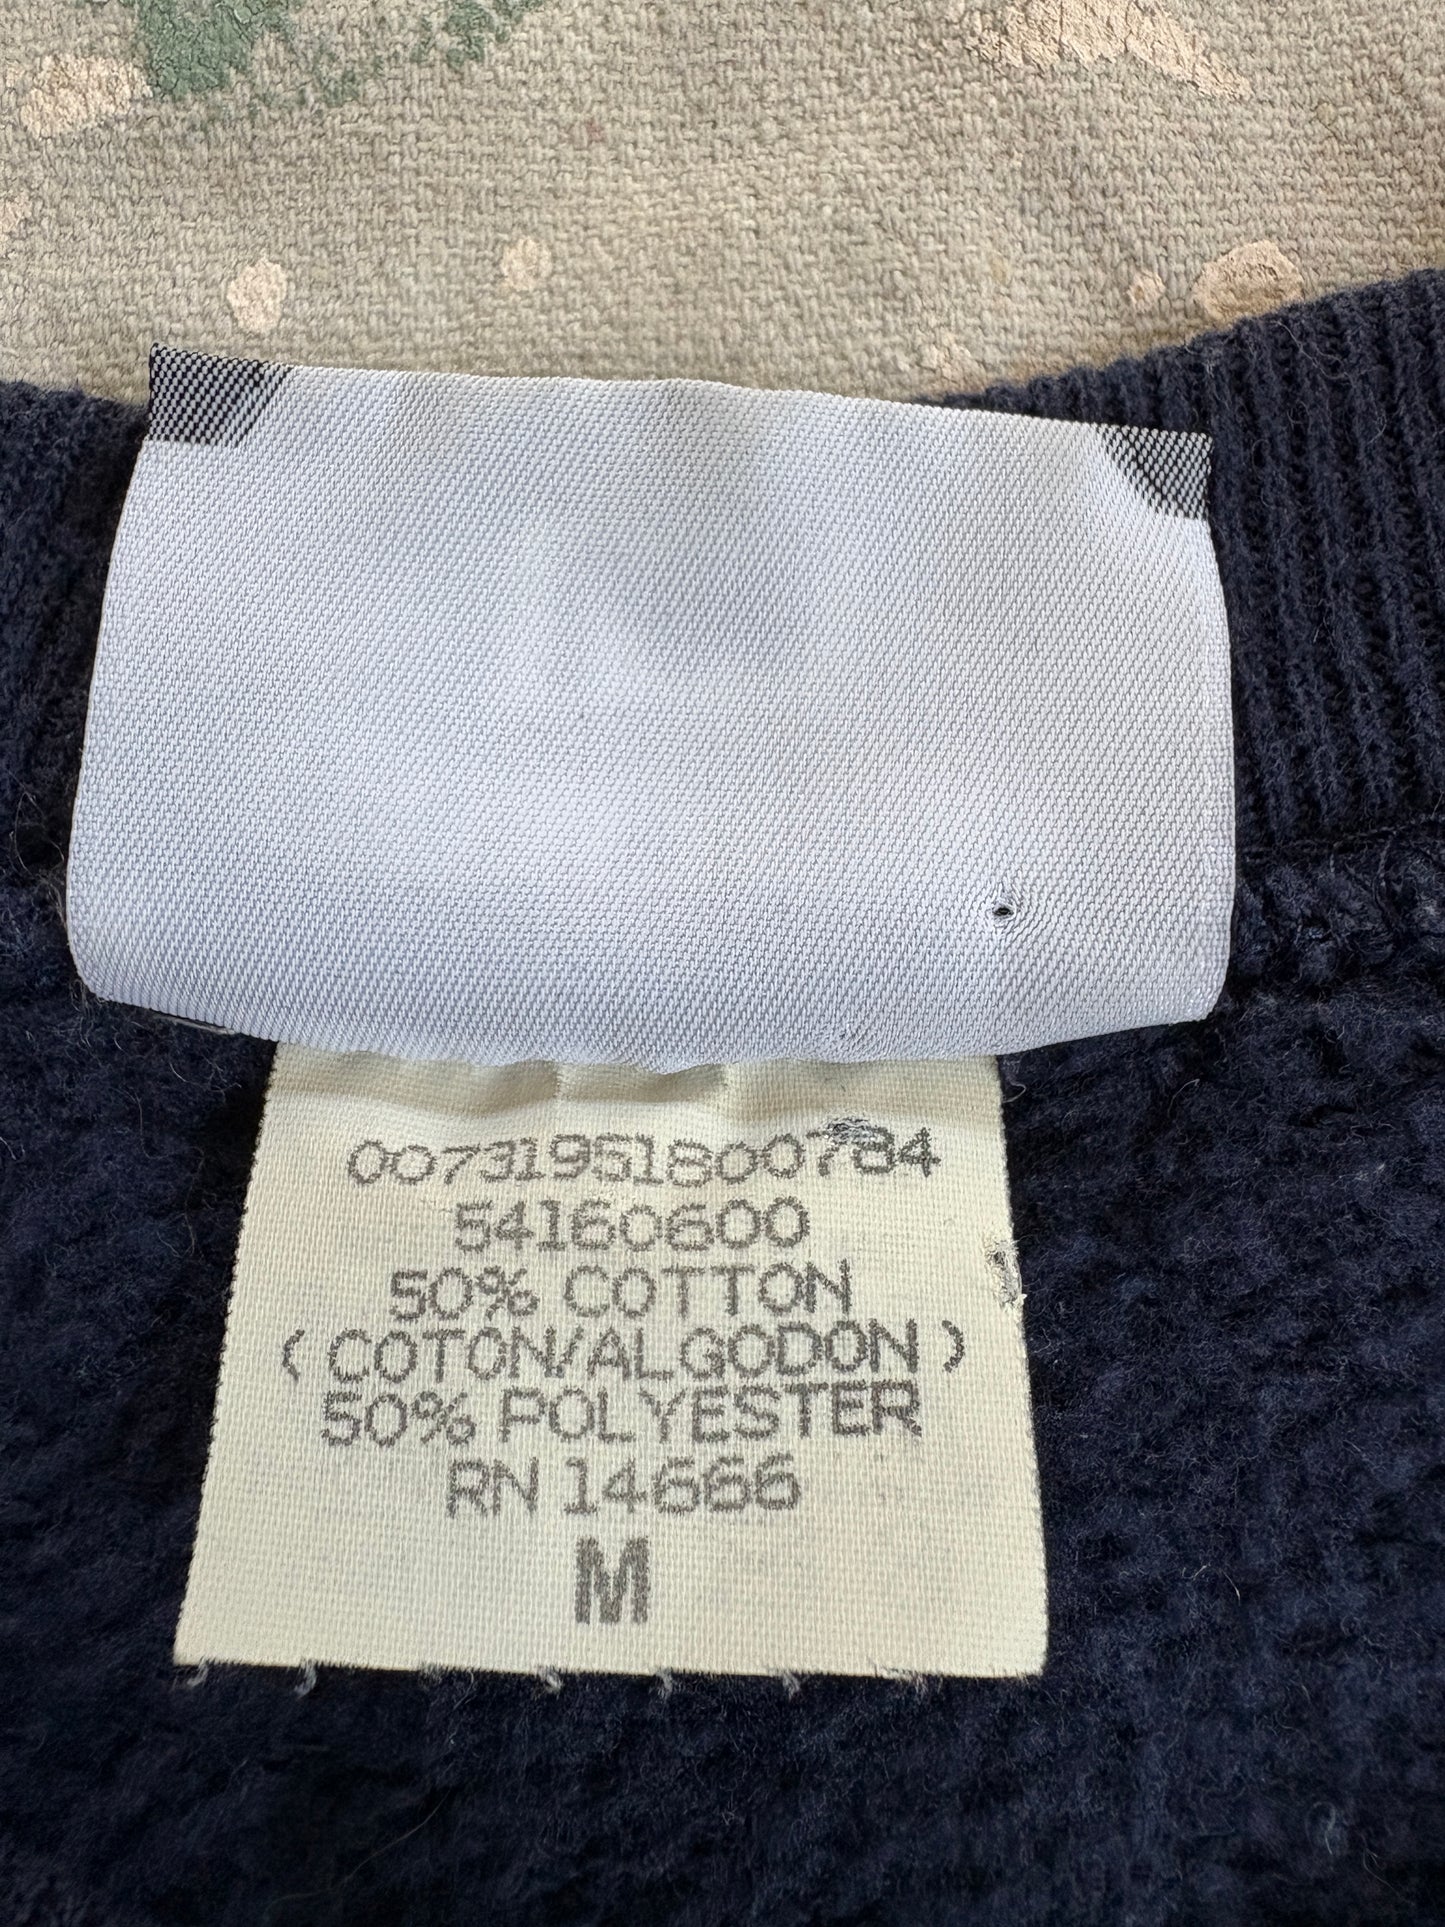 00731951800784
54160600
50% COTTON
(COTON/ALGODON)
50% POLYESTER
RN 14666
M